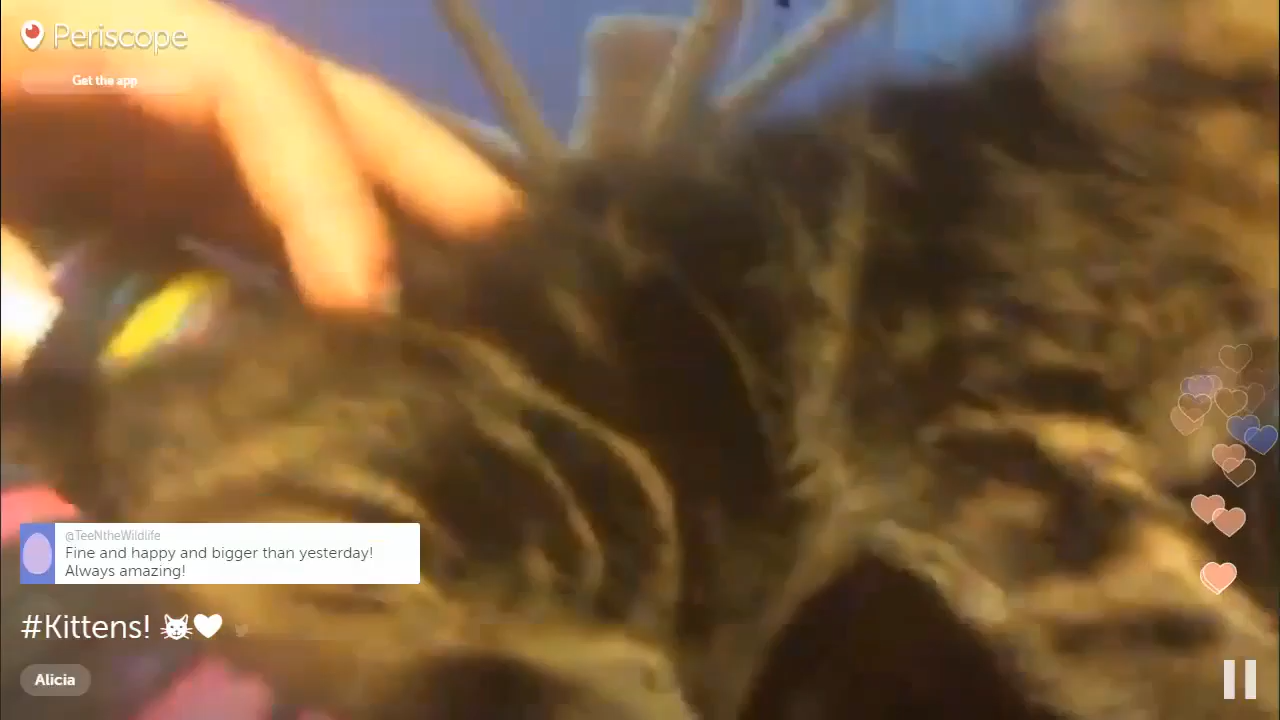 Periscope
Get the app
@TeeNtheWildlife
Fine and happy and bigger than yesterday!
Always amazing!
#Kittens! 🐱❤
Alicia